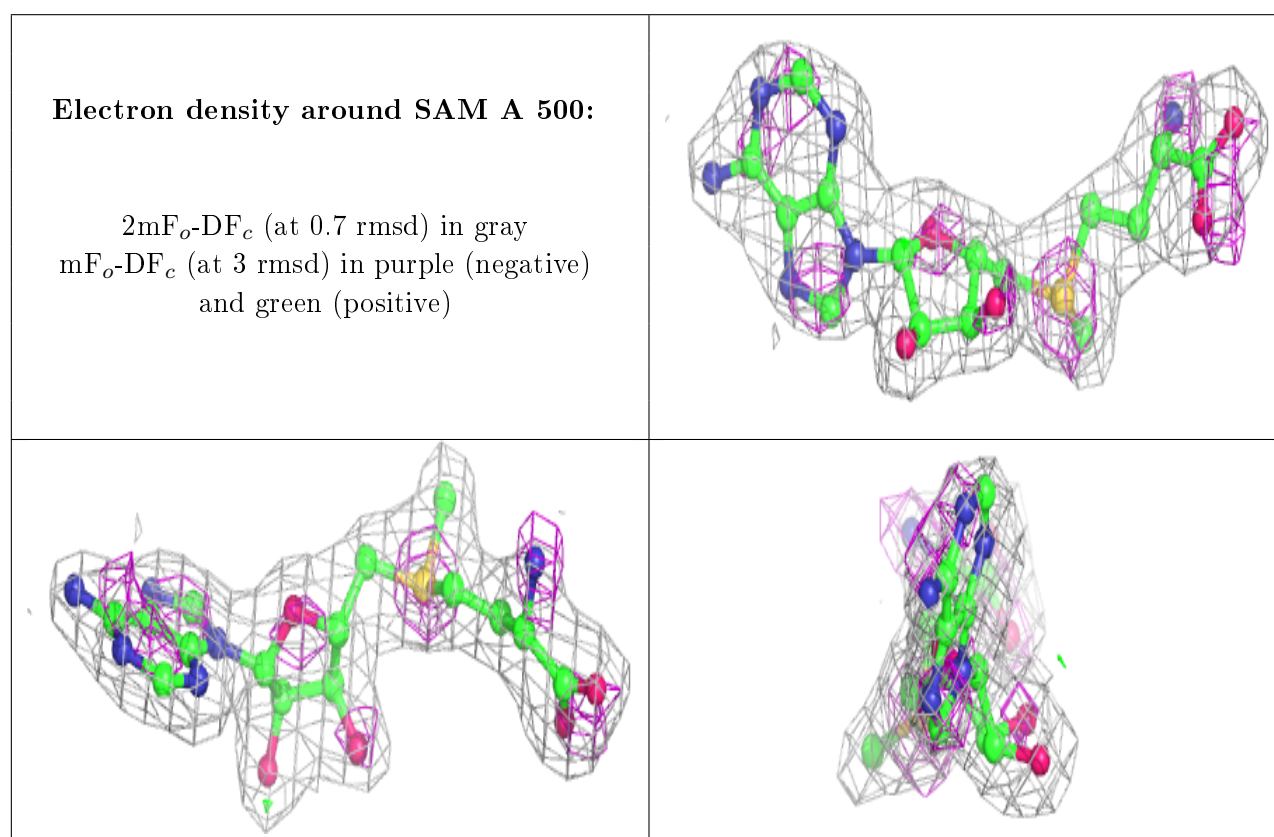 Electron density around SAM A 500:
2mFₒ-DF𝒸 (at 0.7 rmsd) in gray
mFₒ-DF𝒸 (at 3 rmsd) in purple (negative)
and green (positive)